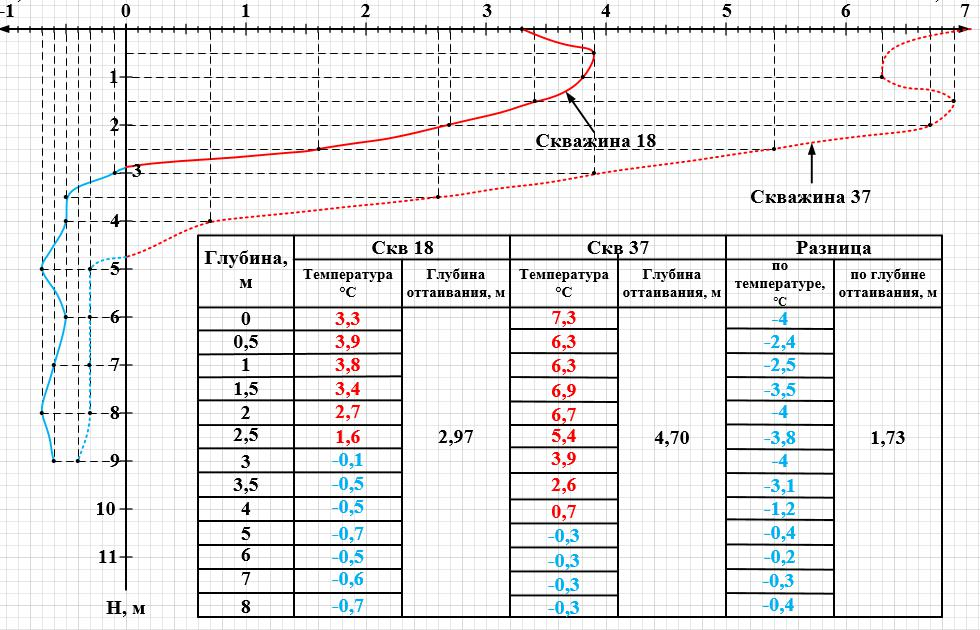 -1 0 1 2 3 4 5 6 7
1
2
Скважина 18
3
Скважина 37
4
5
6
7
8
9
10
11
Н, м
Глубина, м Скв 18 Скв 37 Разница
Температура °С Глубина оттаивания, м Температура °С Глубина оттаивания, м по температуре, °С по глубине оттаивания, м
0 3,3 7,3 -4
0,5 3,9 6,3 -2,4
1 3,8 6,3 -2,5
1,5 3,4 6,9 -3,5
2 2,7 6,7 -4
2,5 1,6 2,97 5,4 4,70 -3,8 1,73
3 -0,1 3,9 -4
3,5 -0,5 2,6 -3,1
4 -0,5 0,7 -1,2
5 -0,7 -0,3 -0,4
6 -0,5 -0,3 -0,2
7 -0,6 -0,3 -0,3
8 -0,7 -0,3 -0,4